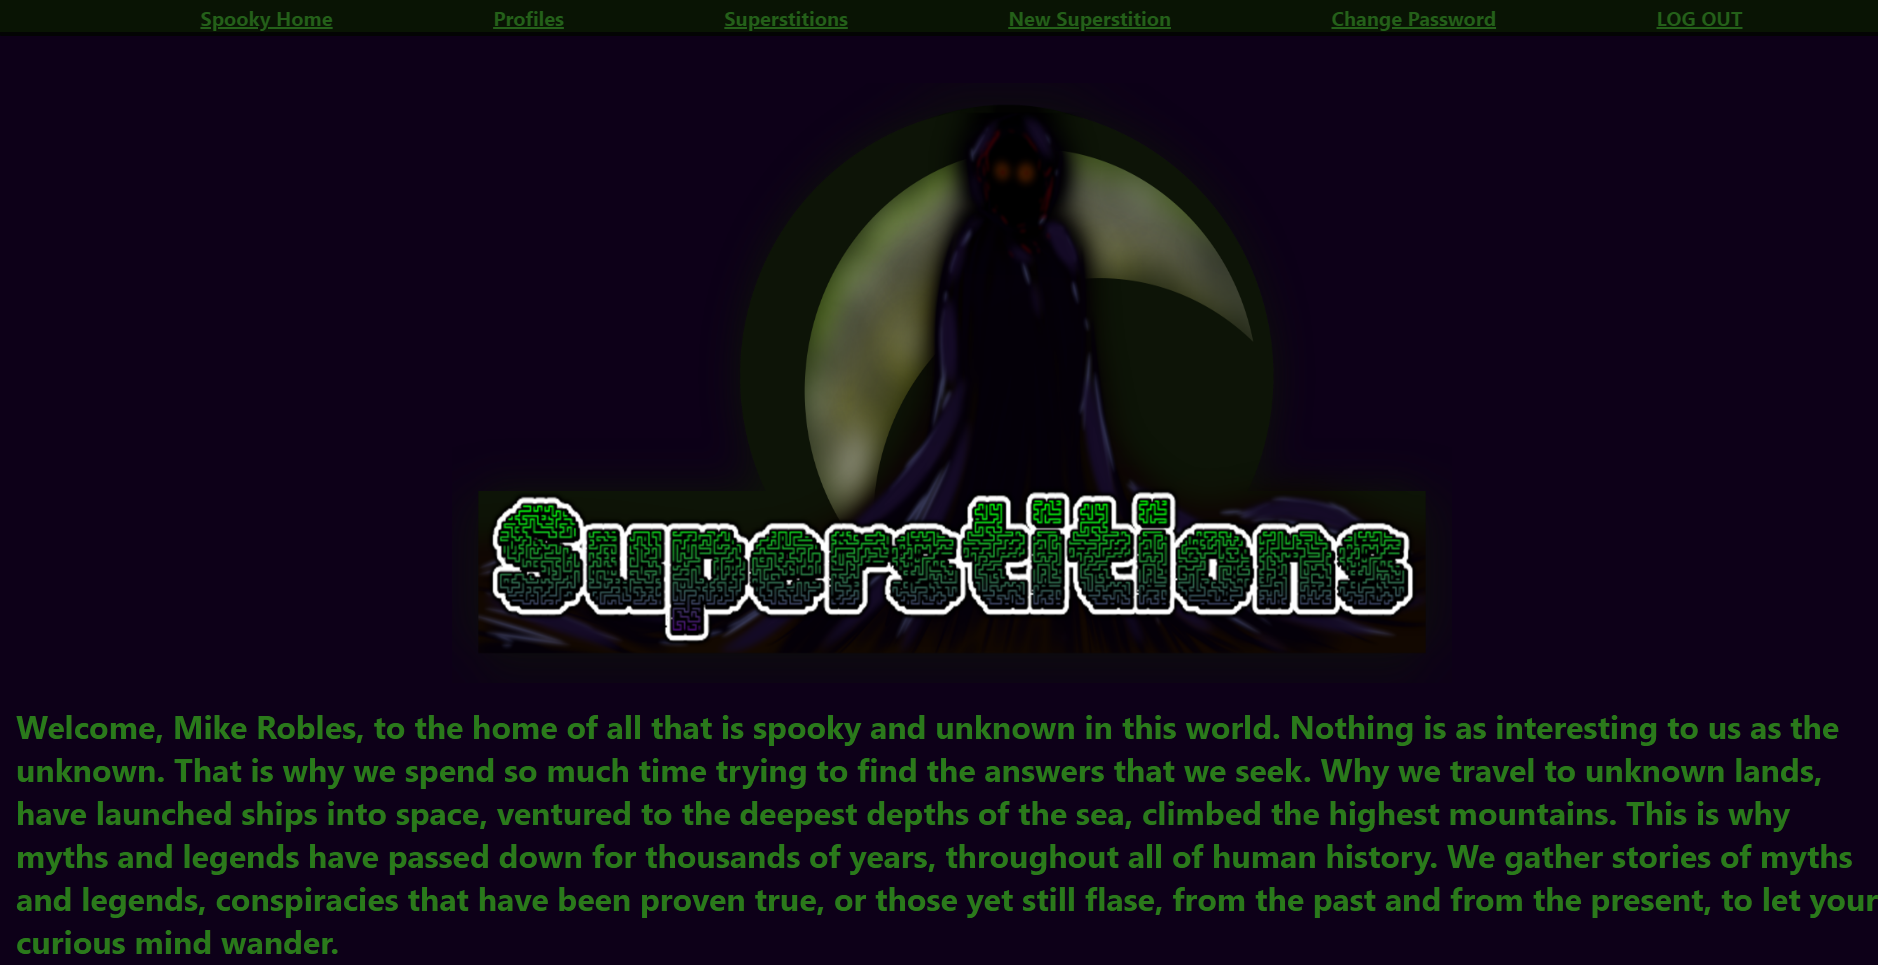 Spooky Home Profiles Superstitions New Superstition Change Password LOG OUT
Superstitions
Welcome, Mike Robles, to the home of all that is spooky and unknown in this world. Nothing is as interesting to us as the
unknown. That is why we spend so much time trying to find the answers that we seek. Why we travel to unknown lands,
have launched ships into space, ventured to the deepest depths of the sea, climbed the highest mountains. This is why
myths and legends have passed down for thousands of years, throughout all of human history. We gather stories of myths
and legends, conspiracies that have been proven true, or those yet still flase, from the past and from the present, to let your
curious mind wander.